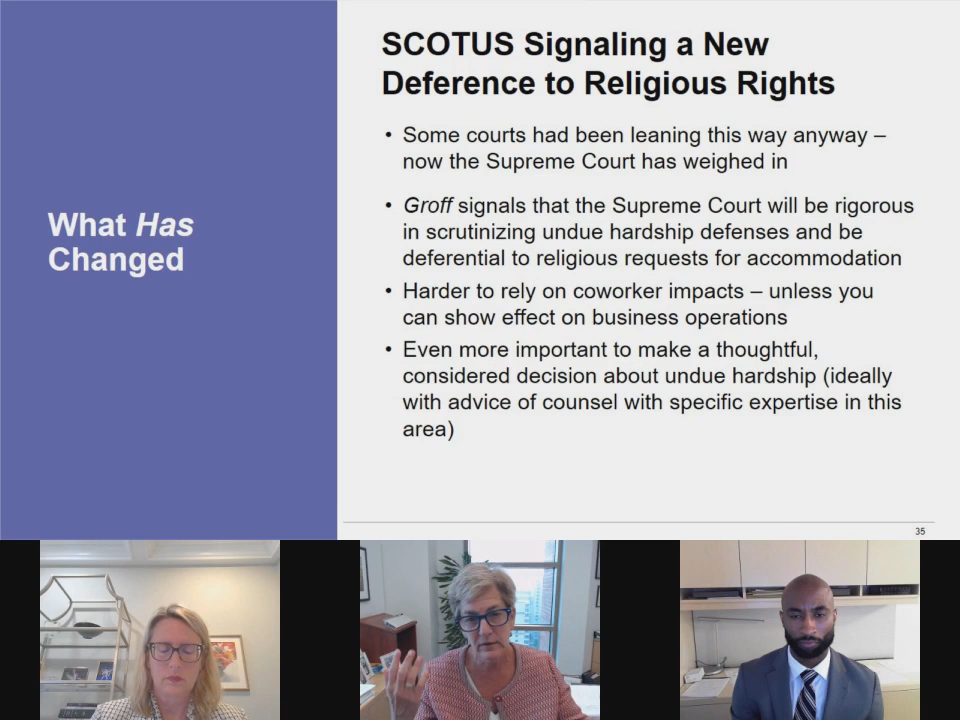 What Has
Changed
SCOTUS Signaling a New
Deference to Religious Rights
• Some courts had been leaning this way anyway –
now the Supreme Court has weighed in
• Groff signals that the Supreme Court will be rigorous
in scrutinizing undue hardship defenses and be
deferential to religious requests for accommodation
• Harder to rely on coworker impacts – unless you
can show effect on business operations
• Even more important to make a thoughtful,
considered decision about undue hardship (ideally
with advice of counsel with specific expertise in this
area)
35